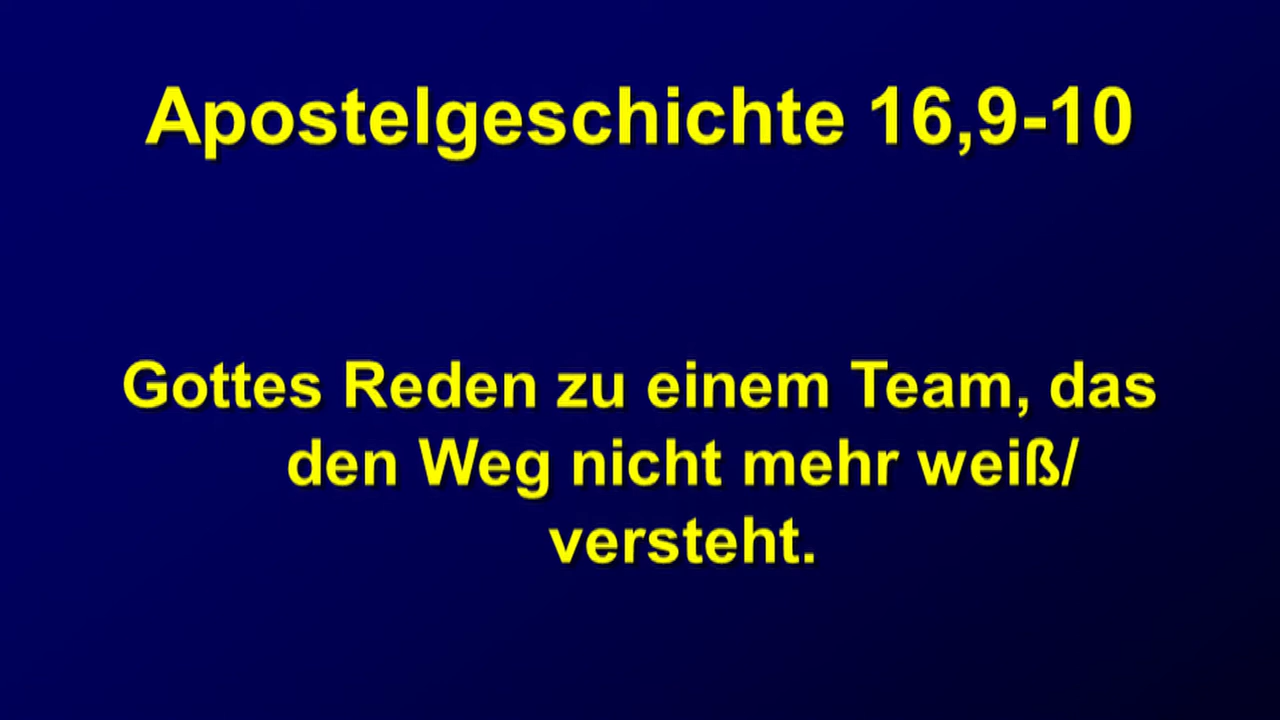 Apostelgeschichte 16,9-10
Gottes Reden zu einem Team, das
den Weg nicht mehr weiß/
versteht.